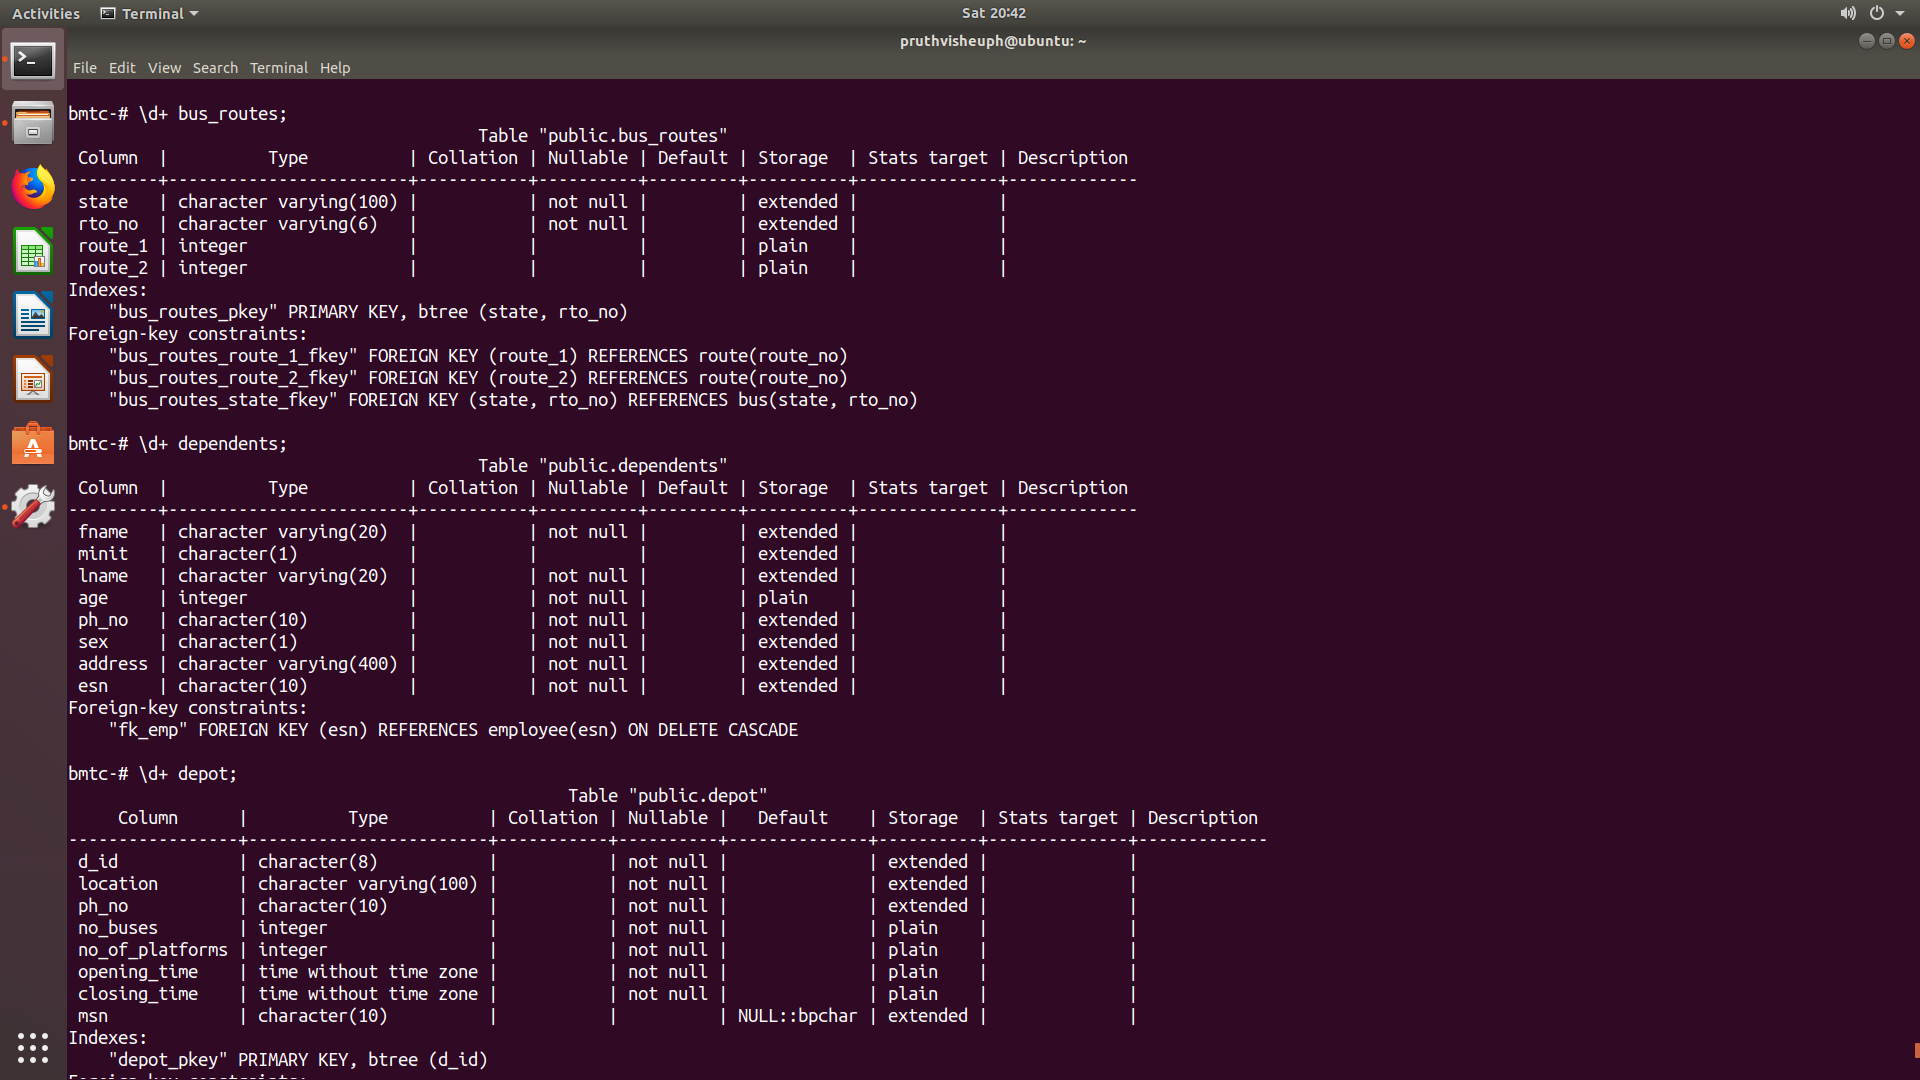 Activities Terminal Sat 20:42
pruthvisheuph@ubuntu: ~
File Edit View Search Terminal Help
bmtc-# \d+ bus_routes;
                                         Table "public.bus_routes"
 Column  |          Type          | Collation | Nullable | Default | Storage  | Stats target | Description
---------+------------------------+-----------+----------+---------+----------+--------------+-------------
 state   | character varying(100) |           | not null |         | extended |              |
 rto_no  | character varying(6)   |           | not null |         | extended |              |
 route_1 | integer                |           |          |         | plain    |              |
 route_2 | integer                |           |          |         | plain    |              |
Indexes:
    "bus_routes_pkey" PRIMARY KEY, btree (state, rto_no)
Foreign-key constraints:
    "bus_routes_route_1_fkey" FOREIGN KEY (route_1) REFERENCES route(route_no)
    "bus_routes_route_2_fkey" FOREIGN KEY (route_2) REFERENCES route(route_no)
    "bus_routes_state_fkey" FOREIGN KEY (state, rto_no) REFERENCES bus(state, rto_no)
bmtc-# \d+ dependents;
                                         Table "public.dependents"
 Column  |          Type          | Collation | Nullable | Default | Storage  | Stats target | Description
---------+------------------------+-----------+----------+---------+----------+--------------+-------------
 fname   | character varying(20)  |           | not null |         | extended |              |
 minit   | character(1)           |           |          |         | extended |              |
 lname   | character varying(20)  |           | not null |         | extended |              |
 age     | integer                |           | not null |         | plain    |              |
 ph_no   | character(10)          |           | not null |         | extended |              |
 sex     | character(1)           |           | not null |         | extended |              |
 address | character varying(400) |           | not null |         | extended |              |
 esn     | character(10)          |           | not null |         | extended |              |
Foreign-key constraints:
    "fk_emp" FOREIGN KEY (esn) REFERENCES employee(esn) ON DELETE CASCADE
bmtc-# \d+ depot;
                                                  Table "public.depot"
     Column      |          Type          | Collation | Nullable |   Default    | Storage  | Stats target | Description
-----------------+------------------------+-----------+----------+--------------+----------+--------------+-------------
 d_id            | character(8)           |           | not null |              | extended |              |
 location        | character varying(100) |           | not null |              | extended |              |
 ph_no           | character(10)          |           | not null |              | extended |              |
 no_buses        | integer                |           | not null |              | plain    |              |
 no_of_platforms | integer                |           | not null |              | plain    |              |
 opening_time    | time without time zone |           | not null |              | plain    |              |
 closing_time    | time without time zone |           | not null |              | plain    |              |
 msn             | character(10)          |           |          | NULL::bpchar | extended |              |
Indexes:
    "depot_pkey" PRIMARY KEY, btree (d_id)
Foreign-key constraints: